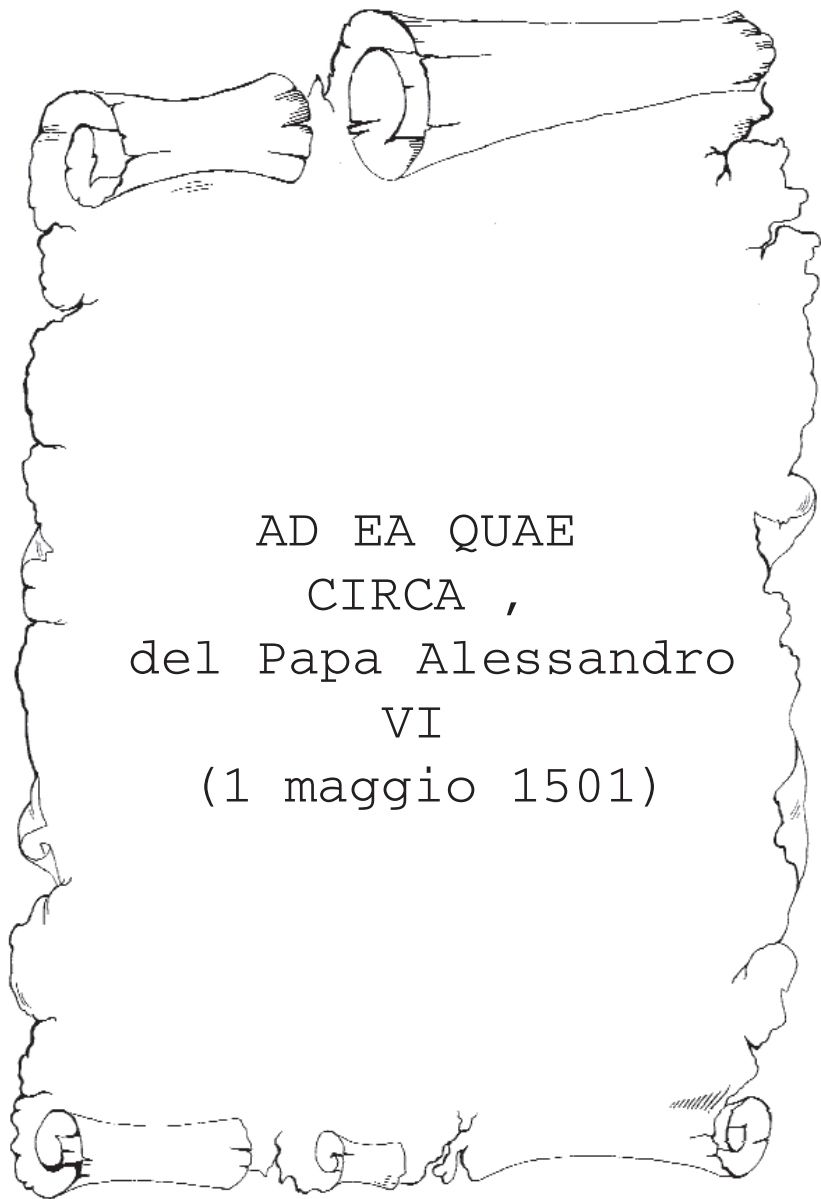 AD EA QUAE
CIRCA ,
del Papa Alessandro
VI
(1 maggio 1501)